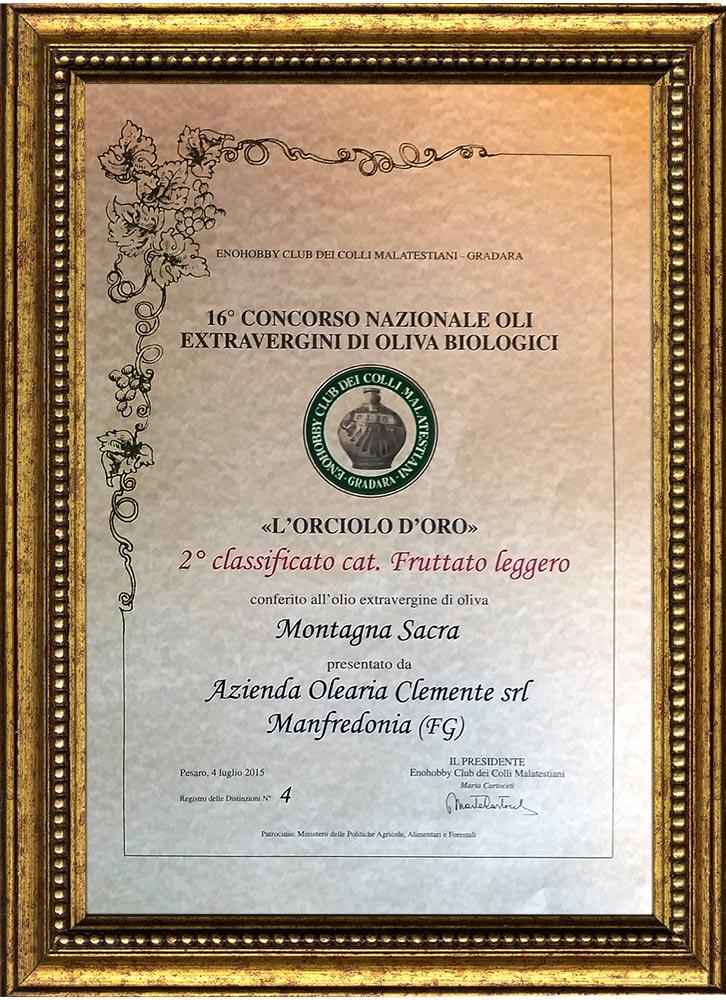 ENOHOBBY CLUB DEI COLLI MALATESTIANI - GRADARA
16° CONCORSO NAZIONALE OLI
EXTRAVERGINI DI OLIVA BIOLOGICI
ENOHOBBY CLUB DEI COLLI MALATESTIANI
· GRADARA ·
«L'ORCIOLO D'ORO»
2° classificato cat. Fruttato leggero
conferito all'olio extravergine di oliva
Montagna Sacra
presentato da
Azienda Olearia Clemente srl
Manfredonia (FG)
IL PRESIDENTE
Pesaro, 4 luglio 2015
Enohobby Club dei Colli Malatestiani
Marta Cartoceti
Registro delle Distinzioni N° 4
Patrocinio: Ministero delle Politiche Agricole, Alimentari e Forestali